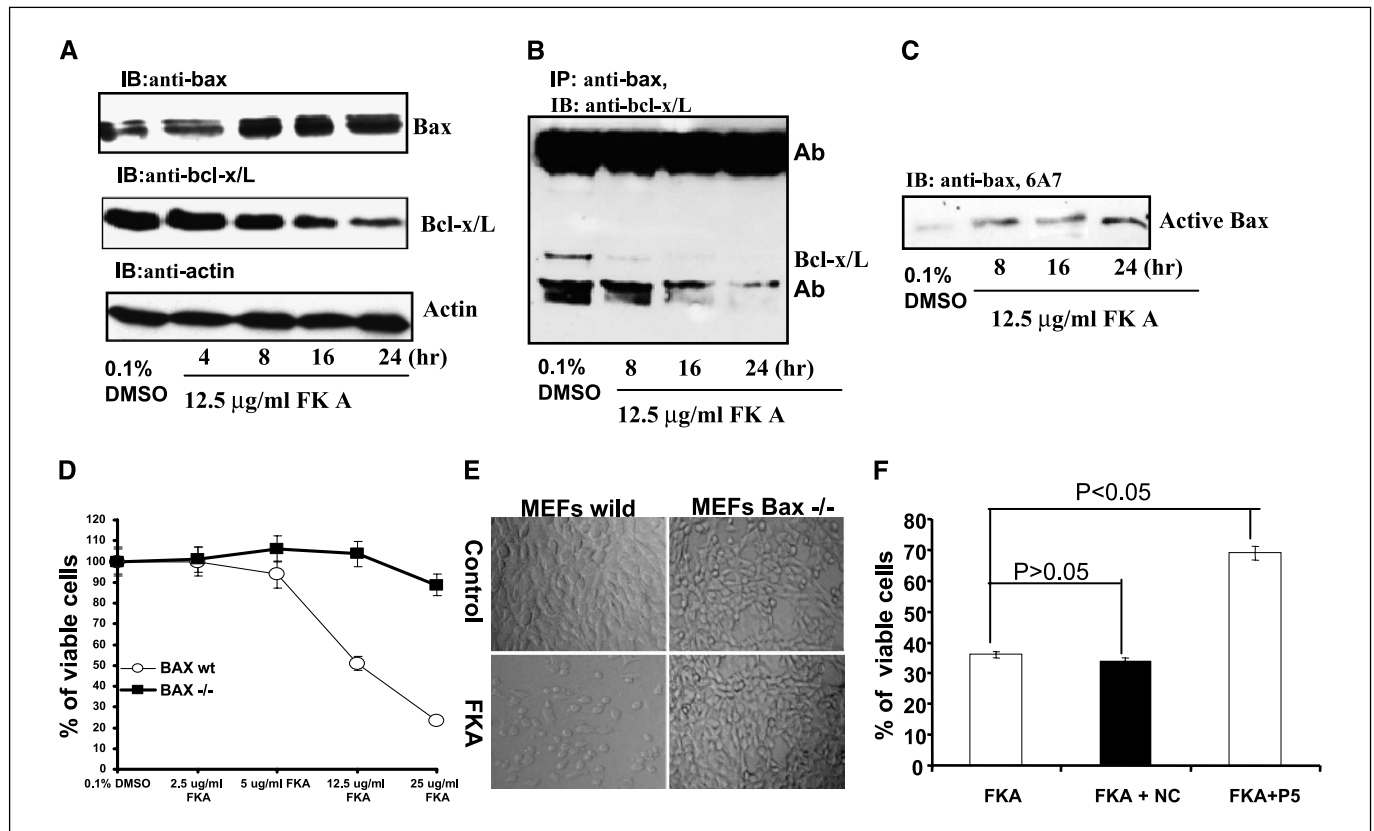 A
IB:anti-bax
Bax
IB:anti-bcl-x/L
Bcl-x/L
IB:anti-actin
Actin
0.1% DMSO
4 8 16 24 (hr)
12.5 µg/ml FK A
B
IP: anti-bax,
IB: anti-bcl-x/L
Ab
Bcl-x/L
Ab
0.1% DMSO
8 16 24 (hr)
12.5 µg/ml FK A
C
IB: anti-bax, 6A7
Active Bax
0.1% DMSO
8 16 24 (hr)
12.5 µg/ml FK A
D
% of viable cells
120
110
100
90
80
70
60
50
40
30
20
10
0
BAX wt
BAX -/-
0.1% DMSO
2.5 ug/ml FKA
5 ug/ml FKA
12.5 ug/ml FKA
25 ug/ml FKA
E
MEFs wild
MEFs Bax -/-
Control
FKA
F
P<0.05
P>0.05
% of viable cells
80
70
60
50
40
30
20
10
0
FKA
FKA + NC
FKA+P5